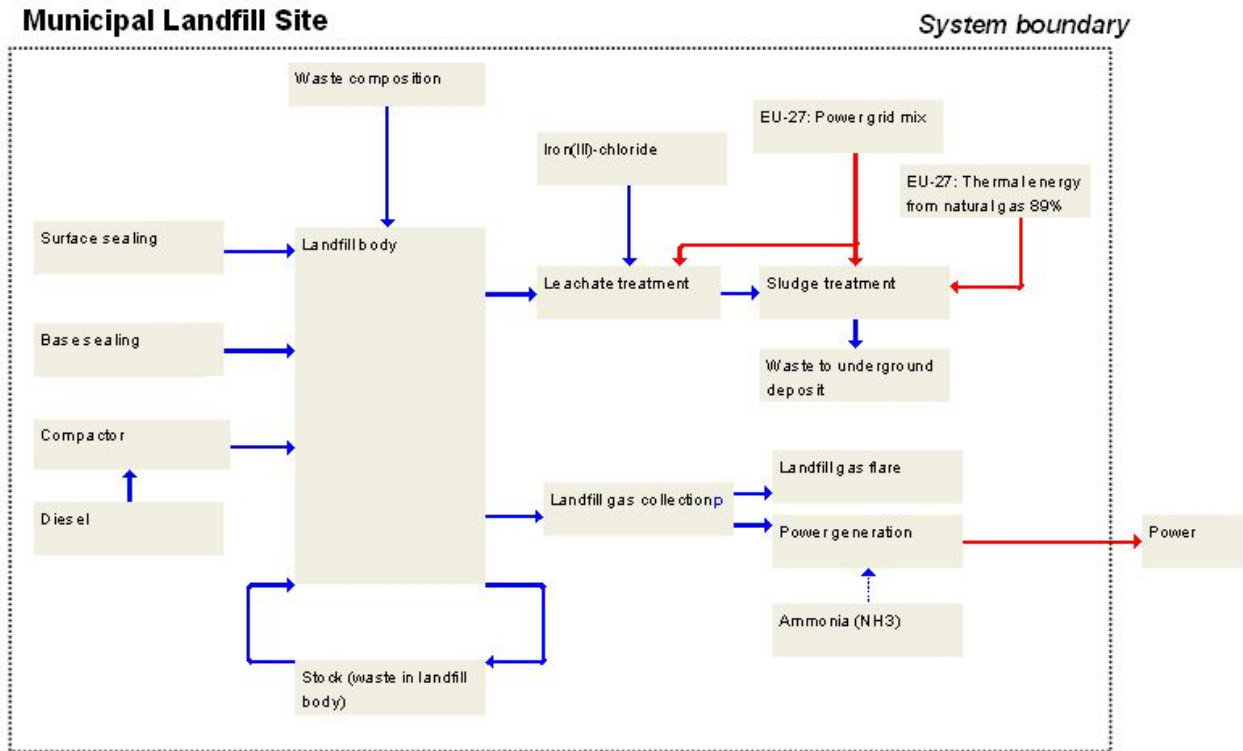 Municipal Landfill Site
System boundary
Waste composition
EU-27: Power grid mix
Iron(III)-chloride
EU-27: Thermal energy
from natural gas 89%
Surface sealing
Landfill body
Leachate treatment
Sludge treatment
Base sealing
Waste to underground
deposit
Compactor
Landfill gas flare
Landfill gas collectionp
Diesel
Power generation
Power
Ammonia (NH3)
Stock (waste in landfill
body)